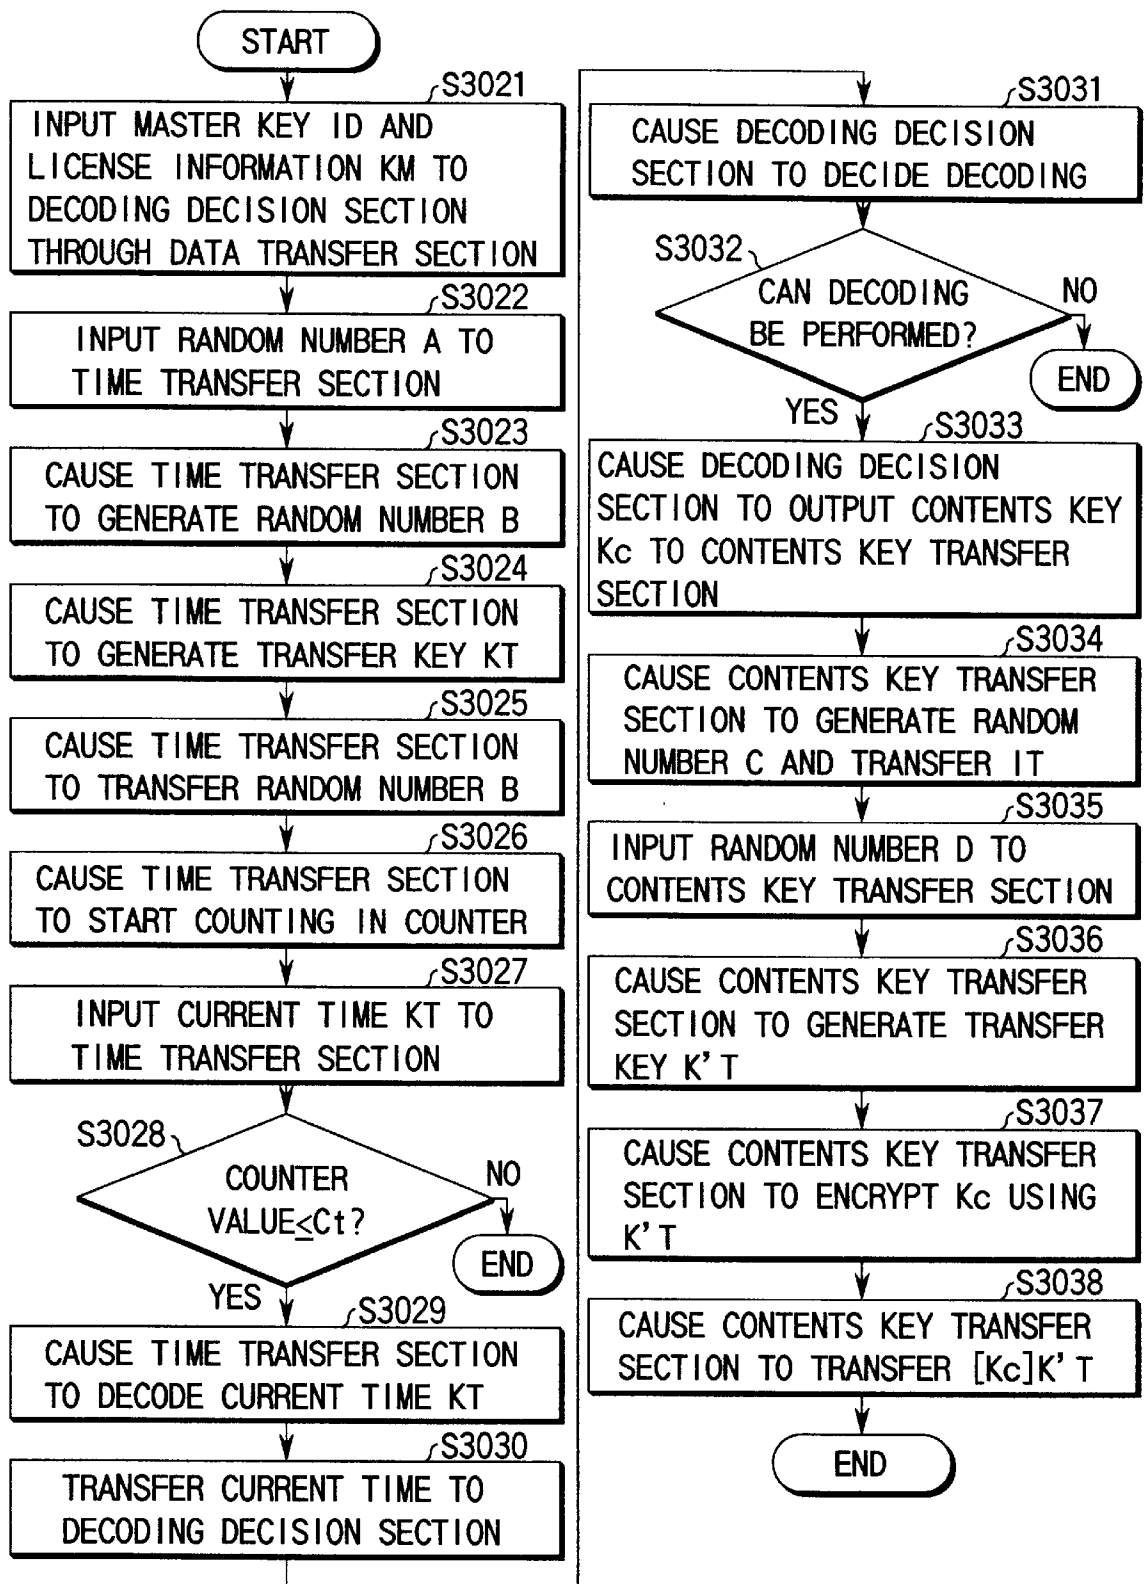 START
S3021
INPUT MASTER KEY ID AND
LICENSE INFORMATION KM TO
DECODING DECISION SECTION
THROUGH DATA TRANSFER SECTION
S3022
INPUT RANDOM NUMBER A TO
TIME TRANSFER SECTION
S3023
CAUSE TIME TRANSFER SECTION
TO GENERATE RANDOM NUMBER B
S3024
CAUSE TIME TRANSFER SECTION
TO GENERATE TRANSFER KEY KT
S3025
CAUSE TIME TRANSFER SECTION
TO TRANSFER RANDOM NUMBER B
S3026
CAUSE TIME TRANSFER SECTION
TO START COUNTING IN COUNTER
S3027
INPUT CURRENT TIME KT TO
TIME TRANSFER SECTION
S3028
COUNTER
VALUE≤Ct?
NO
END
YES
S3029
CAUSE TIME TRANSFER SECTION
TO DECODE CURRENT TIME KT
S3030
TRANSFER CURRENT TIME TO
DECODING DECISION SECTION
S3031
CAUSE DECODING DECISION
SECTION TO DECIDE DECODING
S3032
CAN DECODING
BE PERFORMED?
NO
END
YES
S3033
CAUSE DECODING DECISION
SECTION TO OUTPUT CONTENTS KEY
Kc TO CONTENTS KEY TRANSFER
SECTION
S3034
CAUSE CONTENTS KEY TRANSFER
SECTION TO GENERATE RANDOM
NUMBER C AND TRANSFER IT
S3035
INPUT RANDOM NUMBER D TO
CONTENTS KEY TRANSFER SECTION
S3036
CAUSE CONTENTS KEY TRANSFER
SECTION TO GENERATE TRANSFER
KEY K'T
S3037
CAUSE CONTENTS KEY TRANSFER
SECTION TO ENCRYPT Kc USING
K'T
S3038
CAUSE CONTENTS KEY TRANSFER
SECTION TO TRANSFER [Kc]K'T
END